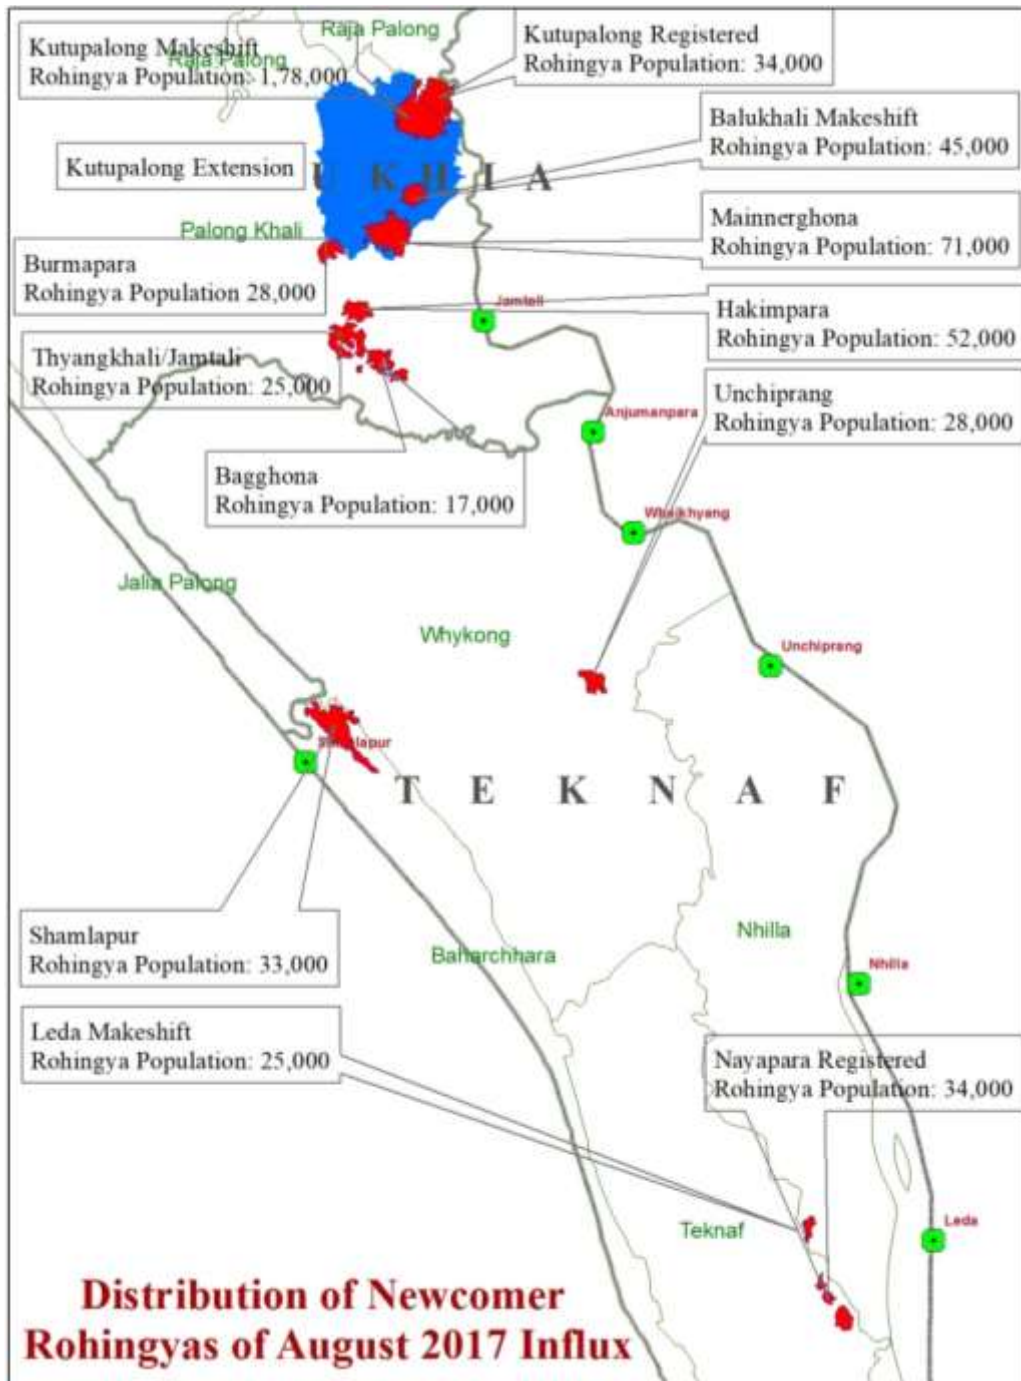 Raja Palong
Kutupalong Makeshift
Rohingya Population: 1,78,000
Raja Palong
Kutupalong Registered
Rohingya Population: 34,000
Balukhali Makeshift
Rohingya Population: 45,000
Kutupalong Extension
U K H I A
Palong Khali
Mainnerghona
Rohingya Population: 71,000
Burmapara
Rohingya Population 28,000
Jamtali
Hakimpara
Rohingya Population: 52,000
Thyangkhali/Jamtali
Rohingya Population: 25,000
Unchiprang
Rohingya Population: 28,000
Anjumanpara
Bagghona
Rohingya Population: 17,000
Whaikhyang
Jalia Palong
Whykong
Unchiprang
Shamlapur
T E K N A F
Shamlapur
Rohingya Population: 33,000
Baharchhara
Nhilla
Nhilla
Leda Makeshift
Rohingya Population: 25,000
Nayapara Registered
Rohingya Population: 34,000
Teknaf
Leda
Distribution of Newcomer
Rohingyas of August 2017 Influx